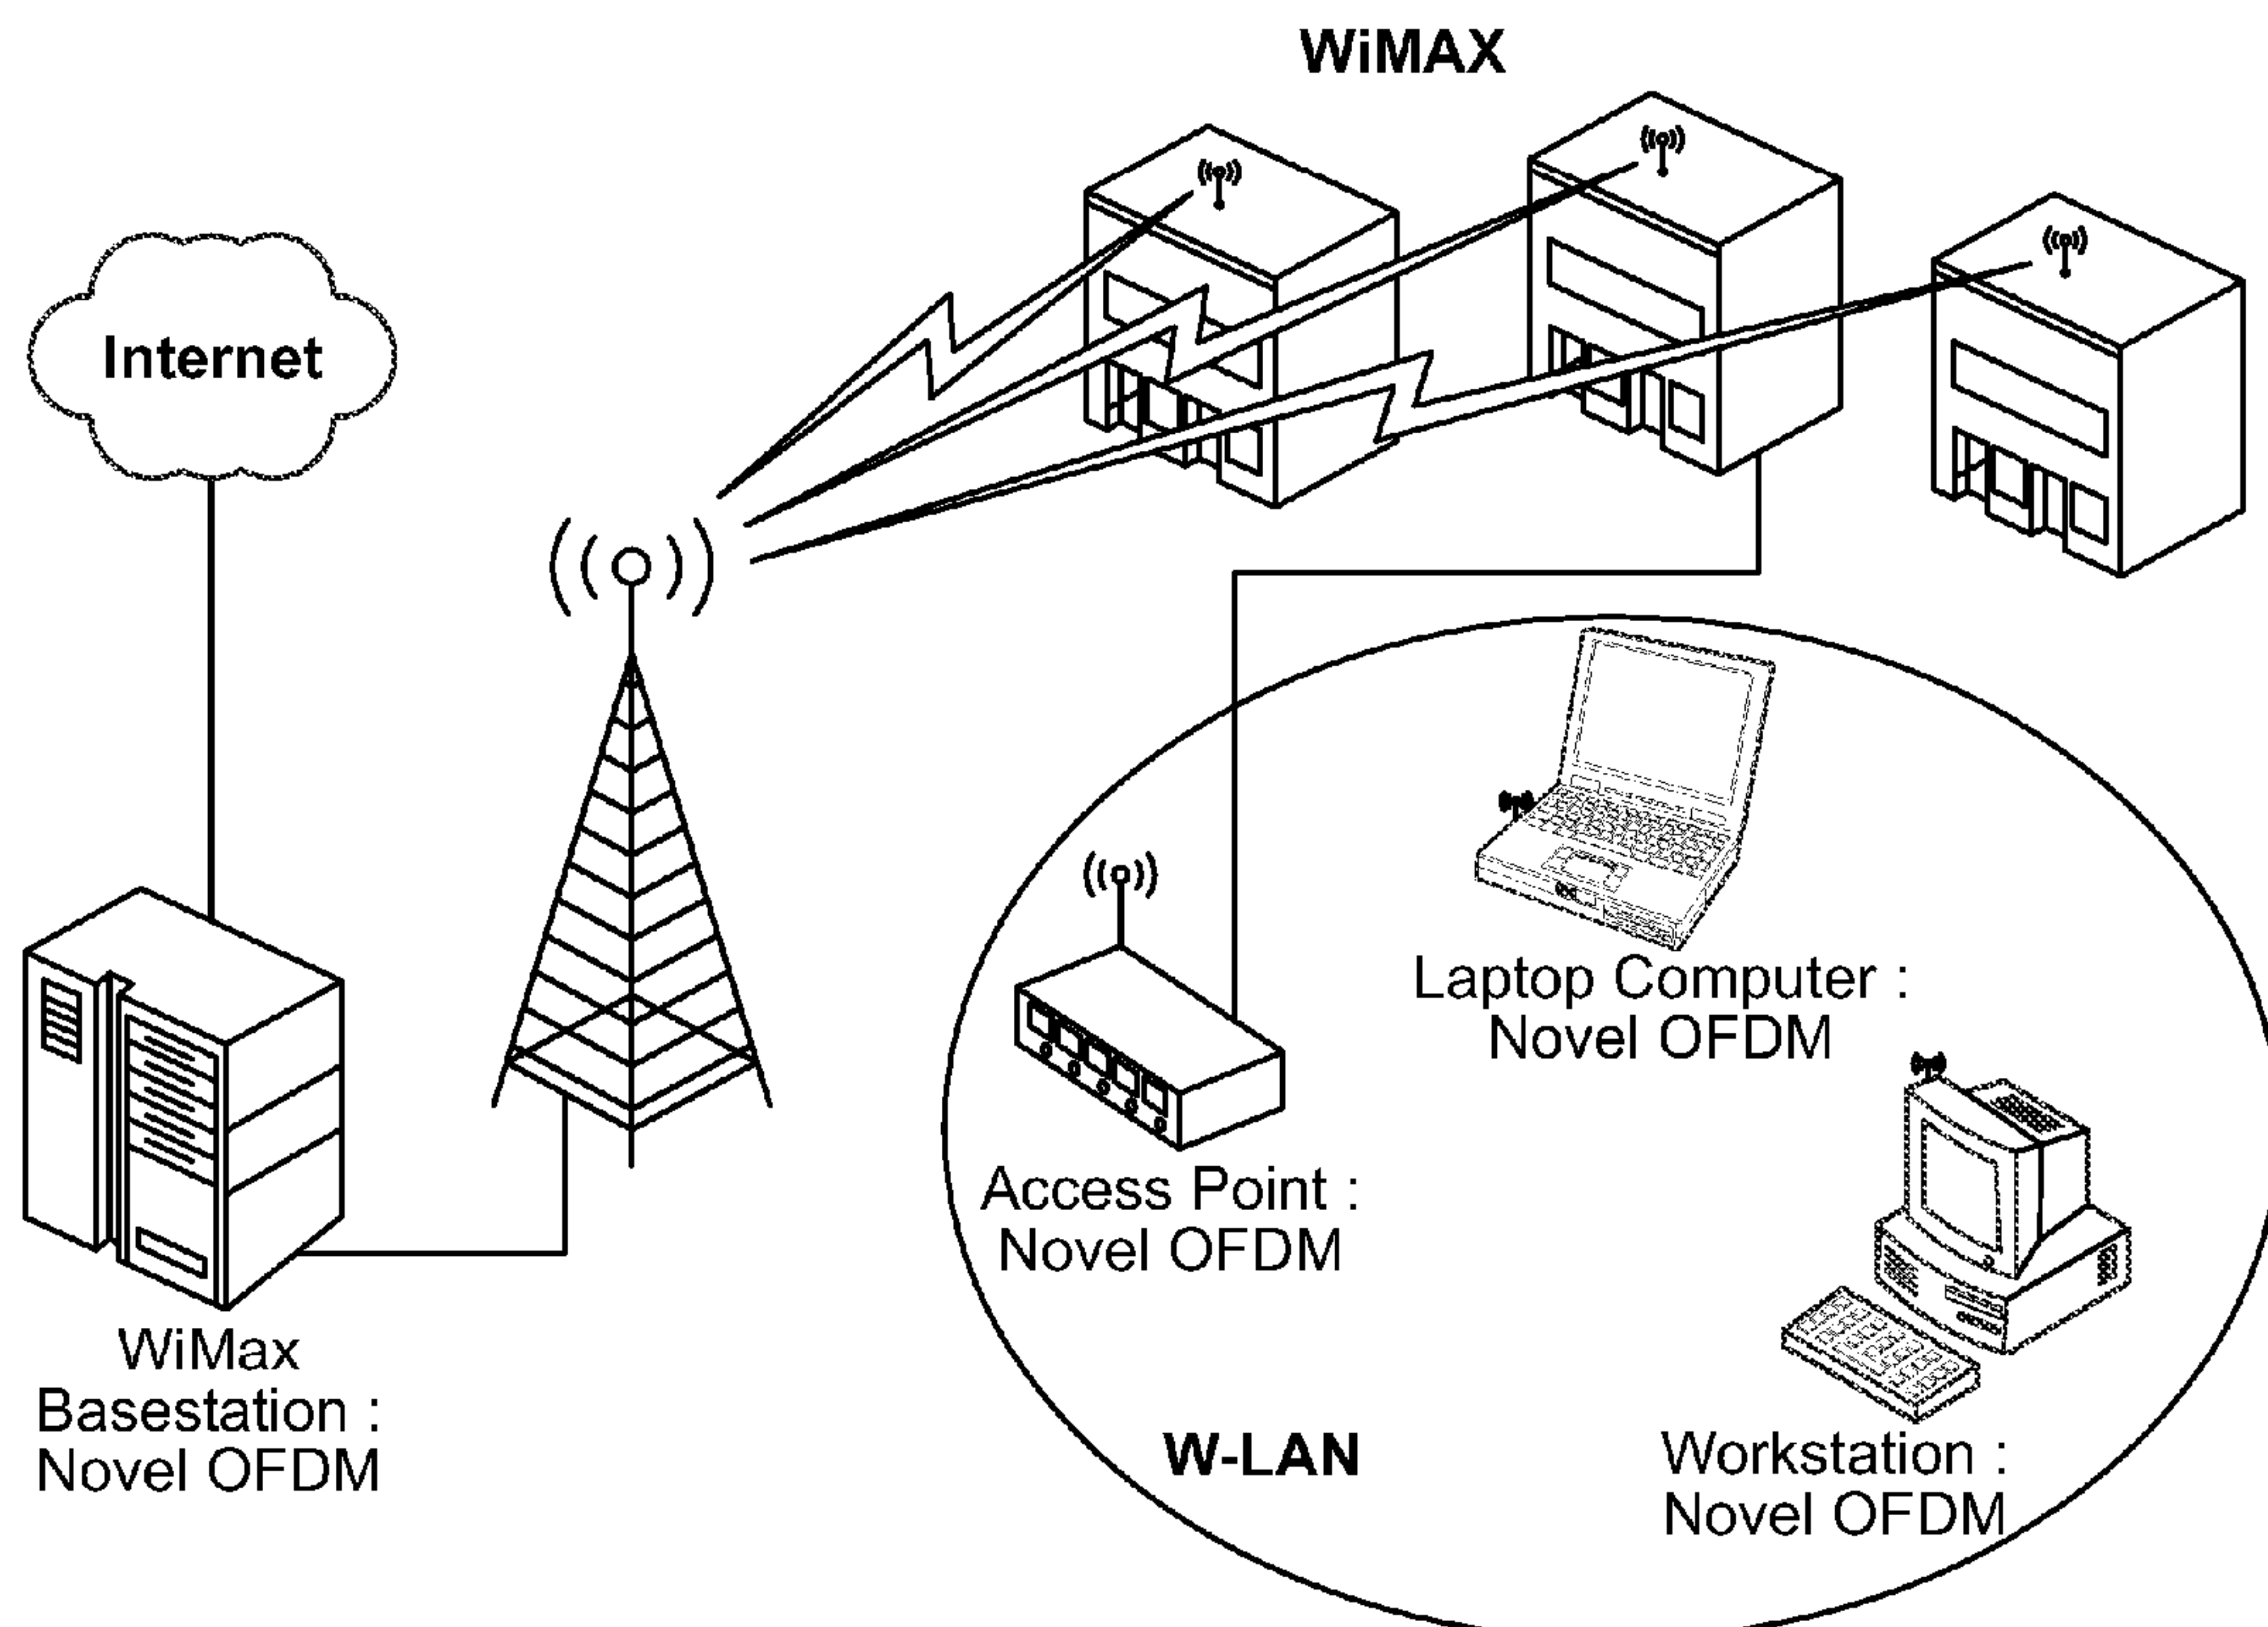 WiMAX
Internet
Laptop Computer :
Novel OFDM
Access Point :
Novel OFDM
WiMax
Basestation :
Novel OFDM
W-LAN
Workstation :
Novel OFDM